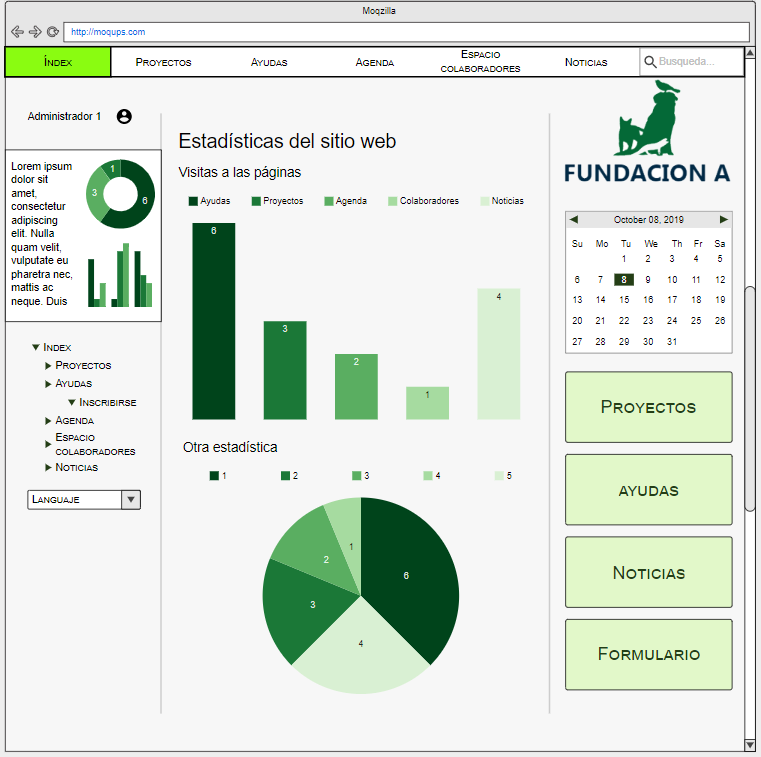 Moqzilla
http://moqups.com
Índex
Proyectos
Ayudas
Agenda
Espacio
colaboradores
Noticias
Busqueda...
Administrador 1
Lorem ipsum
dolor sit
amet,
consectetur
adipiscing
elit. Nulla
quam velit,
vulputate eu
pharetra nec,
mattis ac
neque. Duis
1
3
6
Index
Proyectos
Ayudas
Inscribirse
Agenda
Espacio
colaboradores
Noticias
Languaje
Estadísticas del sitio web
Visitas a las páginas
Ayudas Proyectos Agenda Colaboradores Noticias
6
3
2
1
4
Otra estadística
1 2 3 4 5
6
4
3
2
1
FUNDACION A
October 08, 2019
Su Mo Tu We Th Fr Sa
1 2 3 4 5
6 7 8 9 10 11 12
13 14 15 16 17 18 19
20 21 22 23 24 25 26
27 28 29 30 31
Proyectos
ayudas
Noticias
Formulario